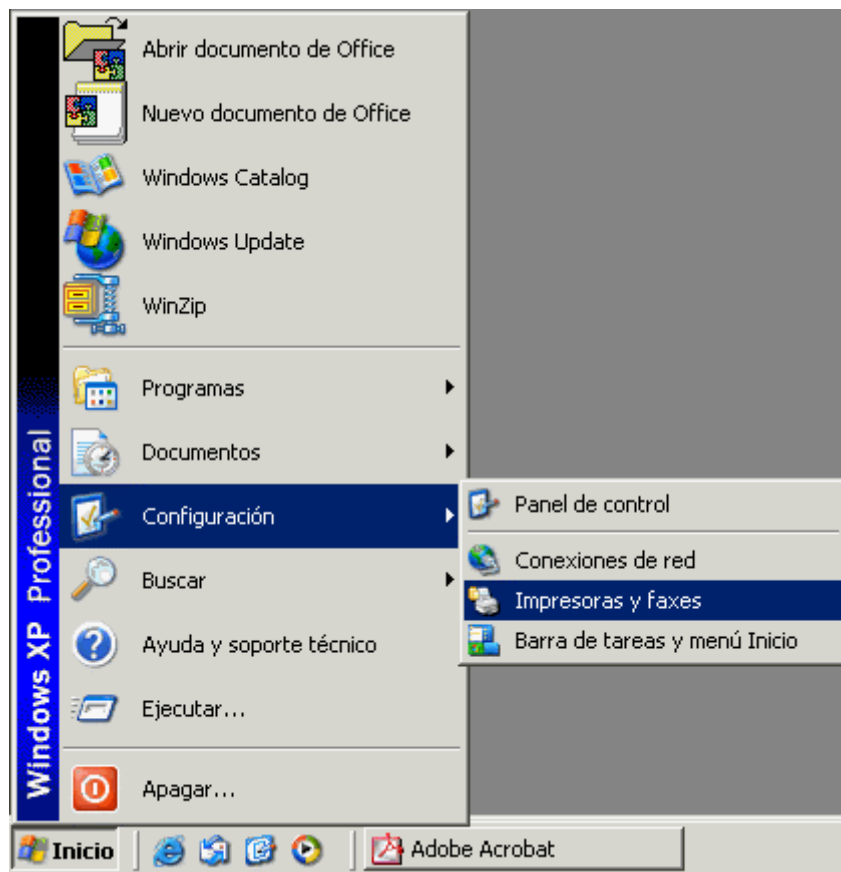 Abrir documento de Office
Nuevo documento de Office
Windows Catalog
Windows Update
WinZip
Programas
Documentos
Configuración
Buscar
Ayuda y soporte técnico
Ejecutar...
Apagar...
Windows XP Professional
Panel de control
Conexiones de red
Impresoras y faxes
Barra de tareas y menú Inicio
Inicio
Adobe Acrobat